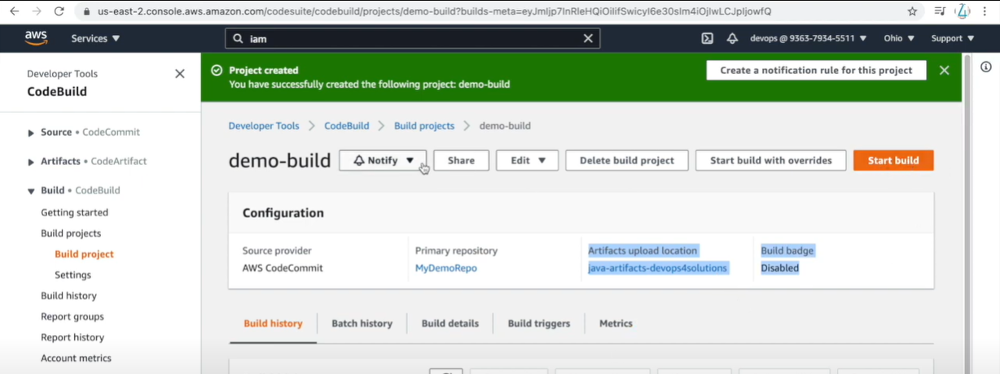 us-east-2.console.aws.amazon.com/codesuite/codebuild/projects/demo-build?builds-meta=eyJmIjp7InRleHQiOiIifSwicyI6e30sIm4iOjIwLCJpIjowfQ
aws Services iam devops @ 9363-7934-5511 Ohio Support
Developer Tools
CodeBuild
Source • CodeCommit
Artifacts • CodeArtifact
Build • CodeBuild
Getting started
Build projects
Build project
Settings
Build history
Report groups
Report history
Account metrics
Project created
You have successfully created the following project: demo-build
Create a notification rule for this project
Developer Tools CodeBuild Build projects demo-build
demo-build Notify Share Edit Delete build project Start build with overrides Start build
Configuration
Source provider
AWS CodeCommit
Primary repository
MyDemoRepo
Artifacts upload location
java-artifacts-devops4solutions
Build badge
Disabled
Build history Batch history Build details Build triggers Metrics